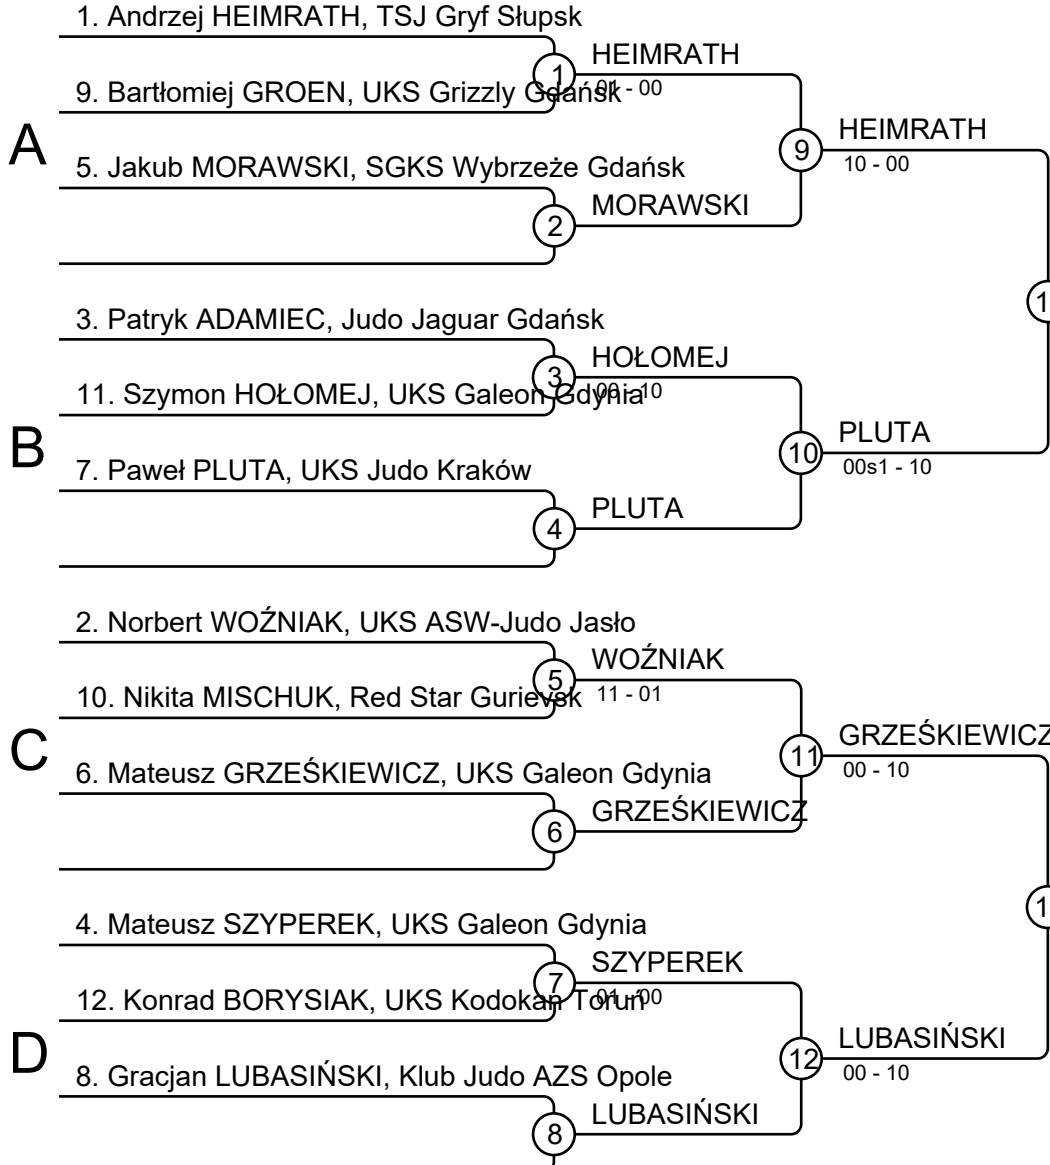 1. Andrzej HEIMRATH, TSJ Gryf Słupsk
1
HEIMRATH
01 - 00
9. Bartłomiej GROEN, UKS Grizzly Gdańsk
A
9
HEIMRATH
10 - 00
5. Jakub MORAWSKI, SGKS Wybrzeże Gdańsk
2
MORAWSKI
1
3. Patryk ADAMIEC, Judo Jaguar Gdańsk
3
HOŁOMEJ
00 - 10
11. Szymon HOŁOMEJ, UKS Galeon Gdynia
B
10
PLUTA
00s1 - 10
7. Paweł PLUTA, UKS Judo Kraków
4
PLUTA
2. Norbert WOŹNIAK, UKS ASW-Judo Jasło
5
WOŹNIAK
11 - 01
10. Nikita MISCHUK, Red Star Gurievsk
C
11
GRZEŚKIEWICZ
00 - 10
6. Mateusz GRZEŚKIEWICZ, UKS Galeon Gdynia
6
GRZEŚKIEWICZ
1
4. Mateusz SZYPEREK, UKS Galeon Gdynia
7
SZYPEREK
01 - 00
12. Konrad BORYSIAK, UKS Kodokan Toruń
D
12
LUBASIŃSKI
00 - 10
8. Gracjan LUBASIŃSKI, Klub Judo AZS Opole
8
LUBASIŃSKI